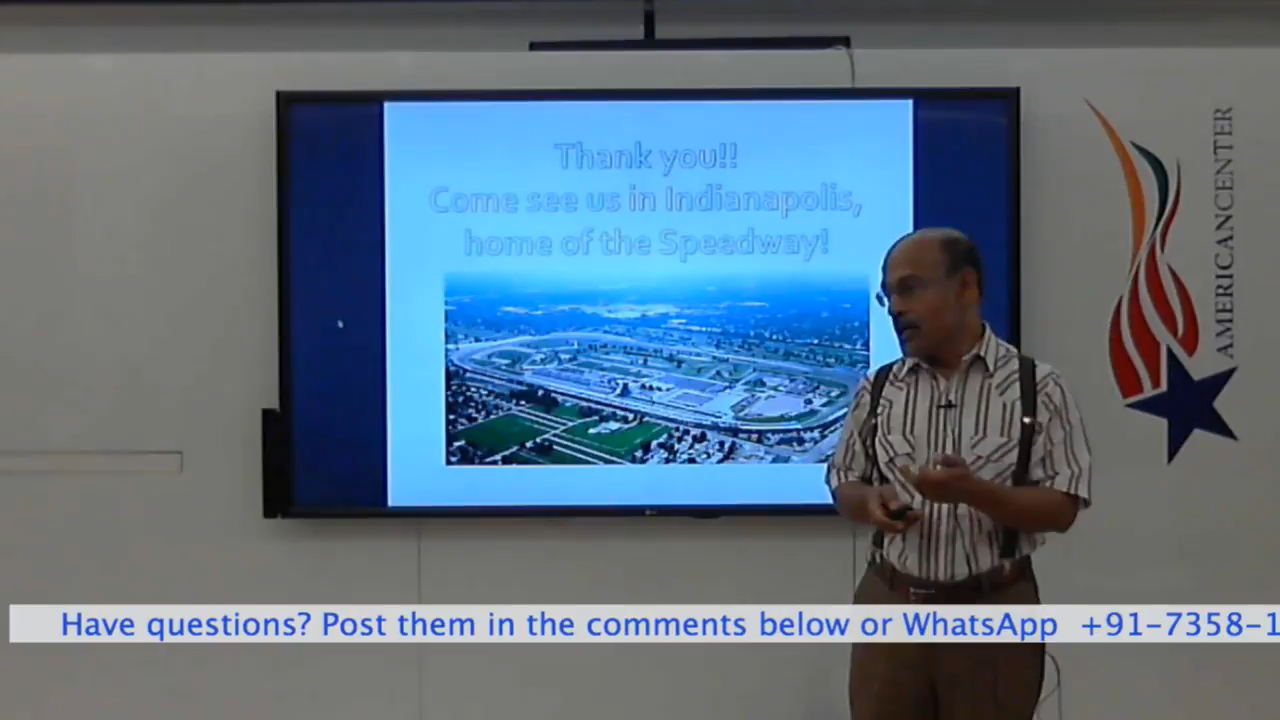 Thank you!!
Come see us in Indianapolis,
home of the Speedway!
AMERICANCENTER
Have questions? Post them in the comments below or WhatsApp +91-7358-1